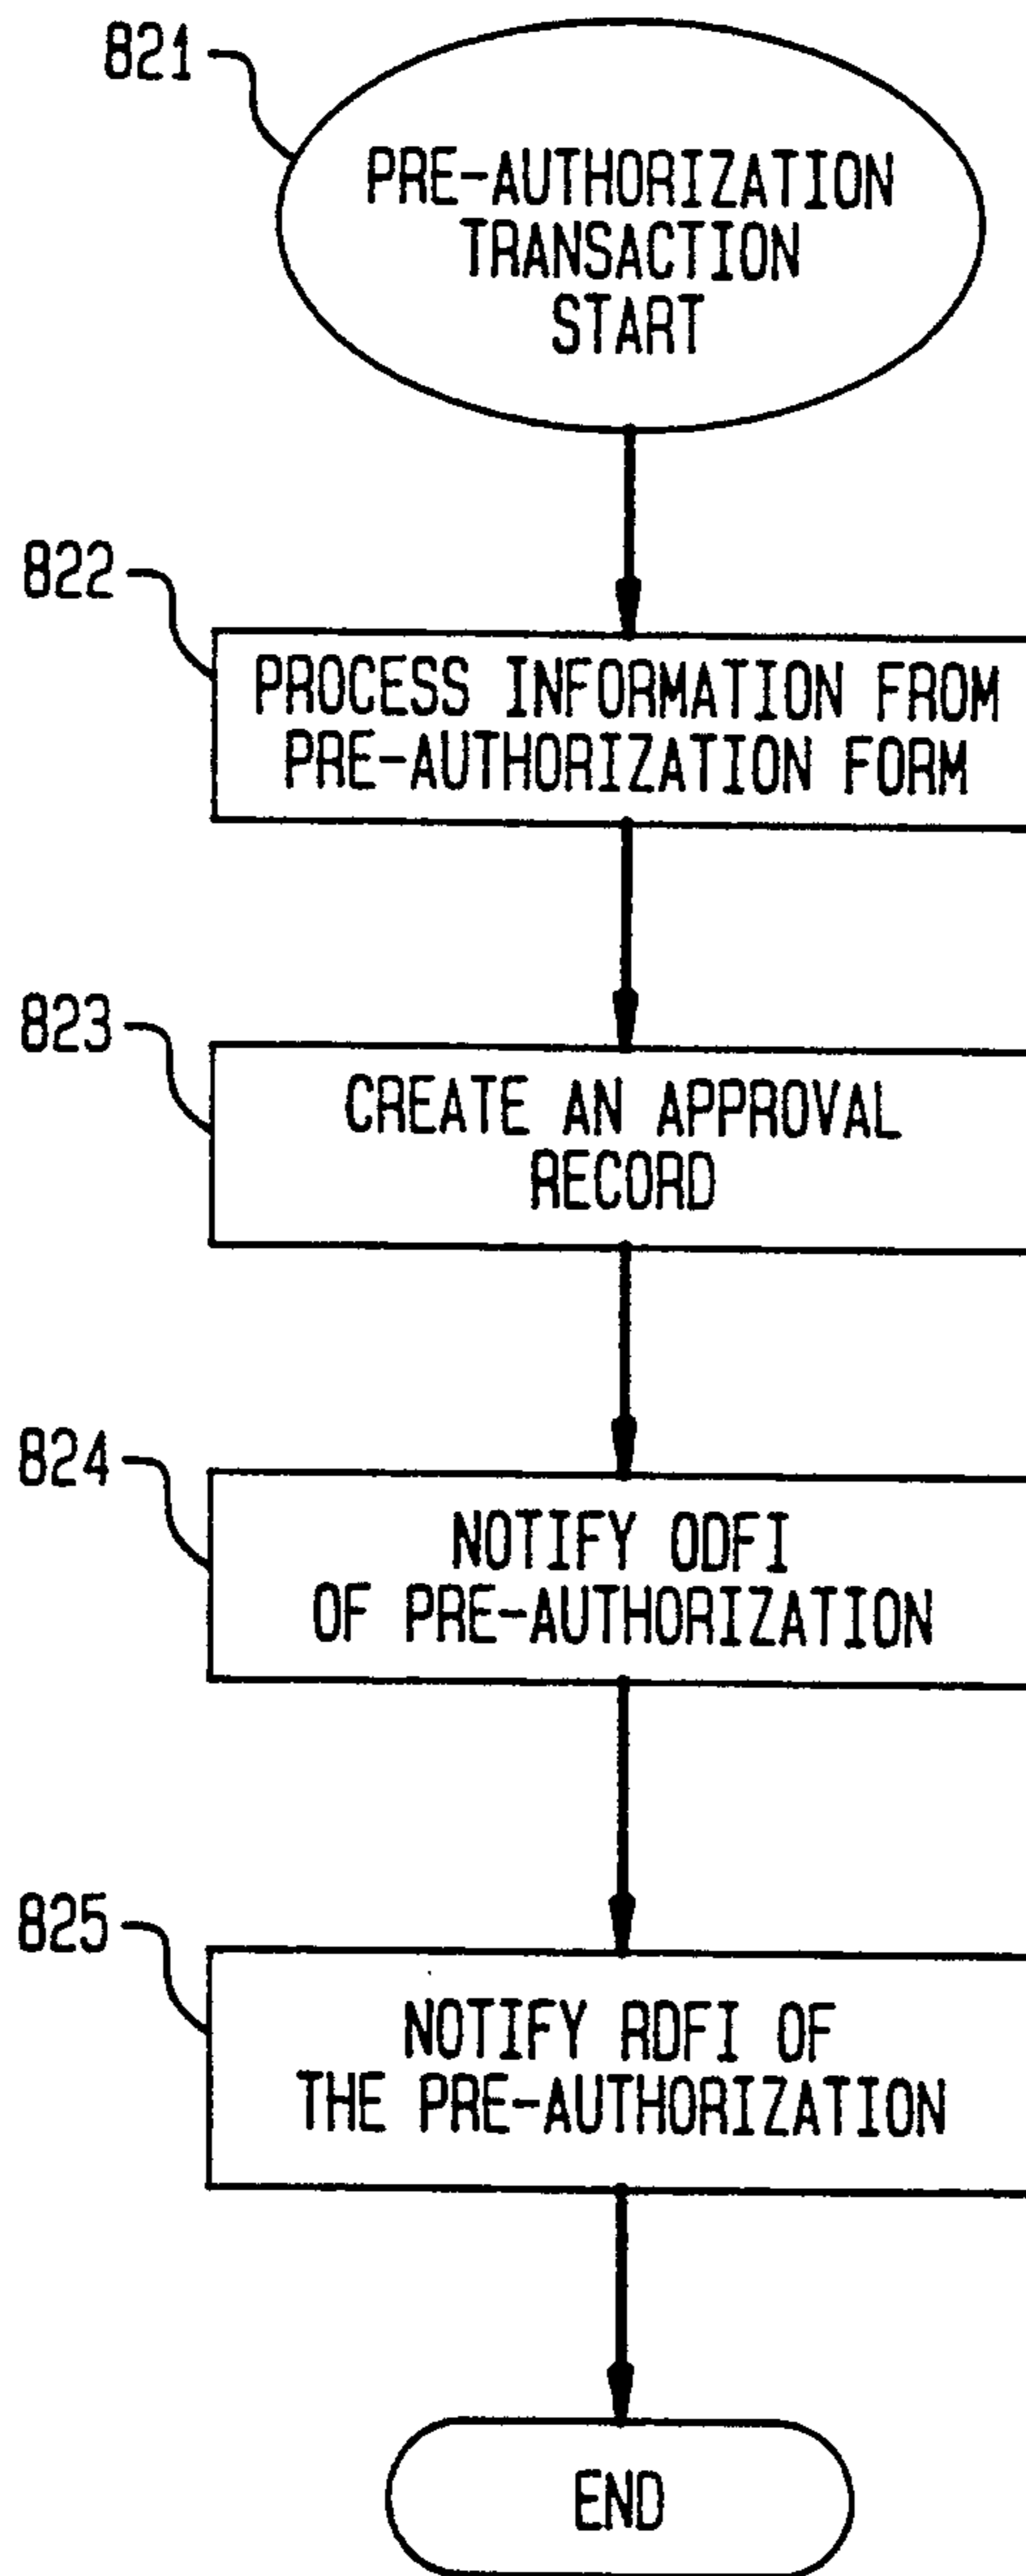 821
PRE-AUTHORIZATION
TRANSACTION
START
822
PROCESS INFORMATION FROM
PRE-AUTHORIZATION FORM
823
CREATE AN APPROVAL
RECORD
824
NOTIFY ODFI
OF PRE-AUTHORIZATION
825
NOTIFY RDFI OF
THE PRE-AUTHORIZATION
END